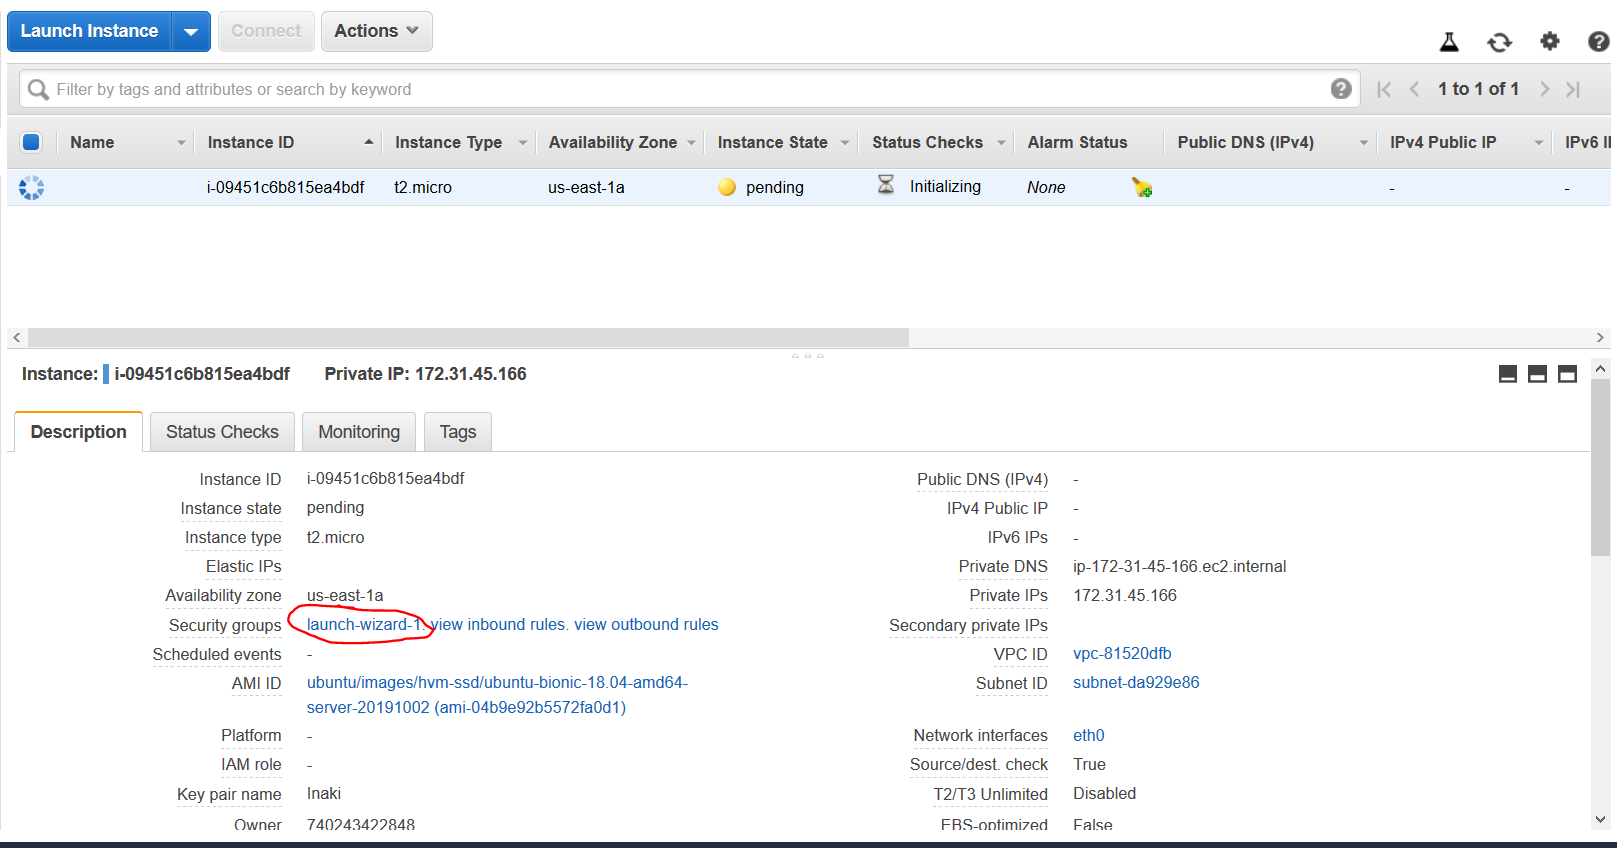 Launch Instance Connect Actions
Filter by tags and attributes or search by keyword 1 to 1 of 1
Name Instance ID Instance Type Availability Zone Instance State Status Checks Alarm Status Public DNS (IPv4) IPv4 Public IP IPv6 I
i-09451c6b815ea4bdf t2.micro us-east-1a pending Initializing None - -
Instance: i-09451c6b815ea4bdf Private IP: 172.31.45.166
Description Status Checks Monitoring Tags
Instance ID i-09451c6b815ea4bdf Public DNS (IPv4) -
Instance state pending IPv4 Public IP -
Instance type t2.micro IPv6 IPs -
Elastic IPs Private DNS ip-172-31-45-166.ec2.internal
Availability zone us-east-1a Private IPs 172.31.45.166
Security groups launch-wizard-1. view inbound rules. view outbound rules Secondary private IPs
Scheduled events - VPC ID vpc-81520dfb
AMI ID ubuntu/images/hvm-ssd/ubuntu-bionic-18.04-amd64- Subnet ID subnet-da929e86
server-20191002 (ami-04b9e92b5572fa0d1)
Platform - Network interfaces eth0
IAM role - Source/dest. check True
Key pair name Inaki T2/T3 Unlimited Disabled
Owner 740243422848 EBS-optimized False